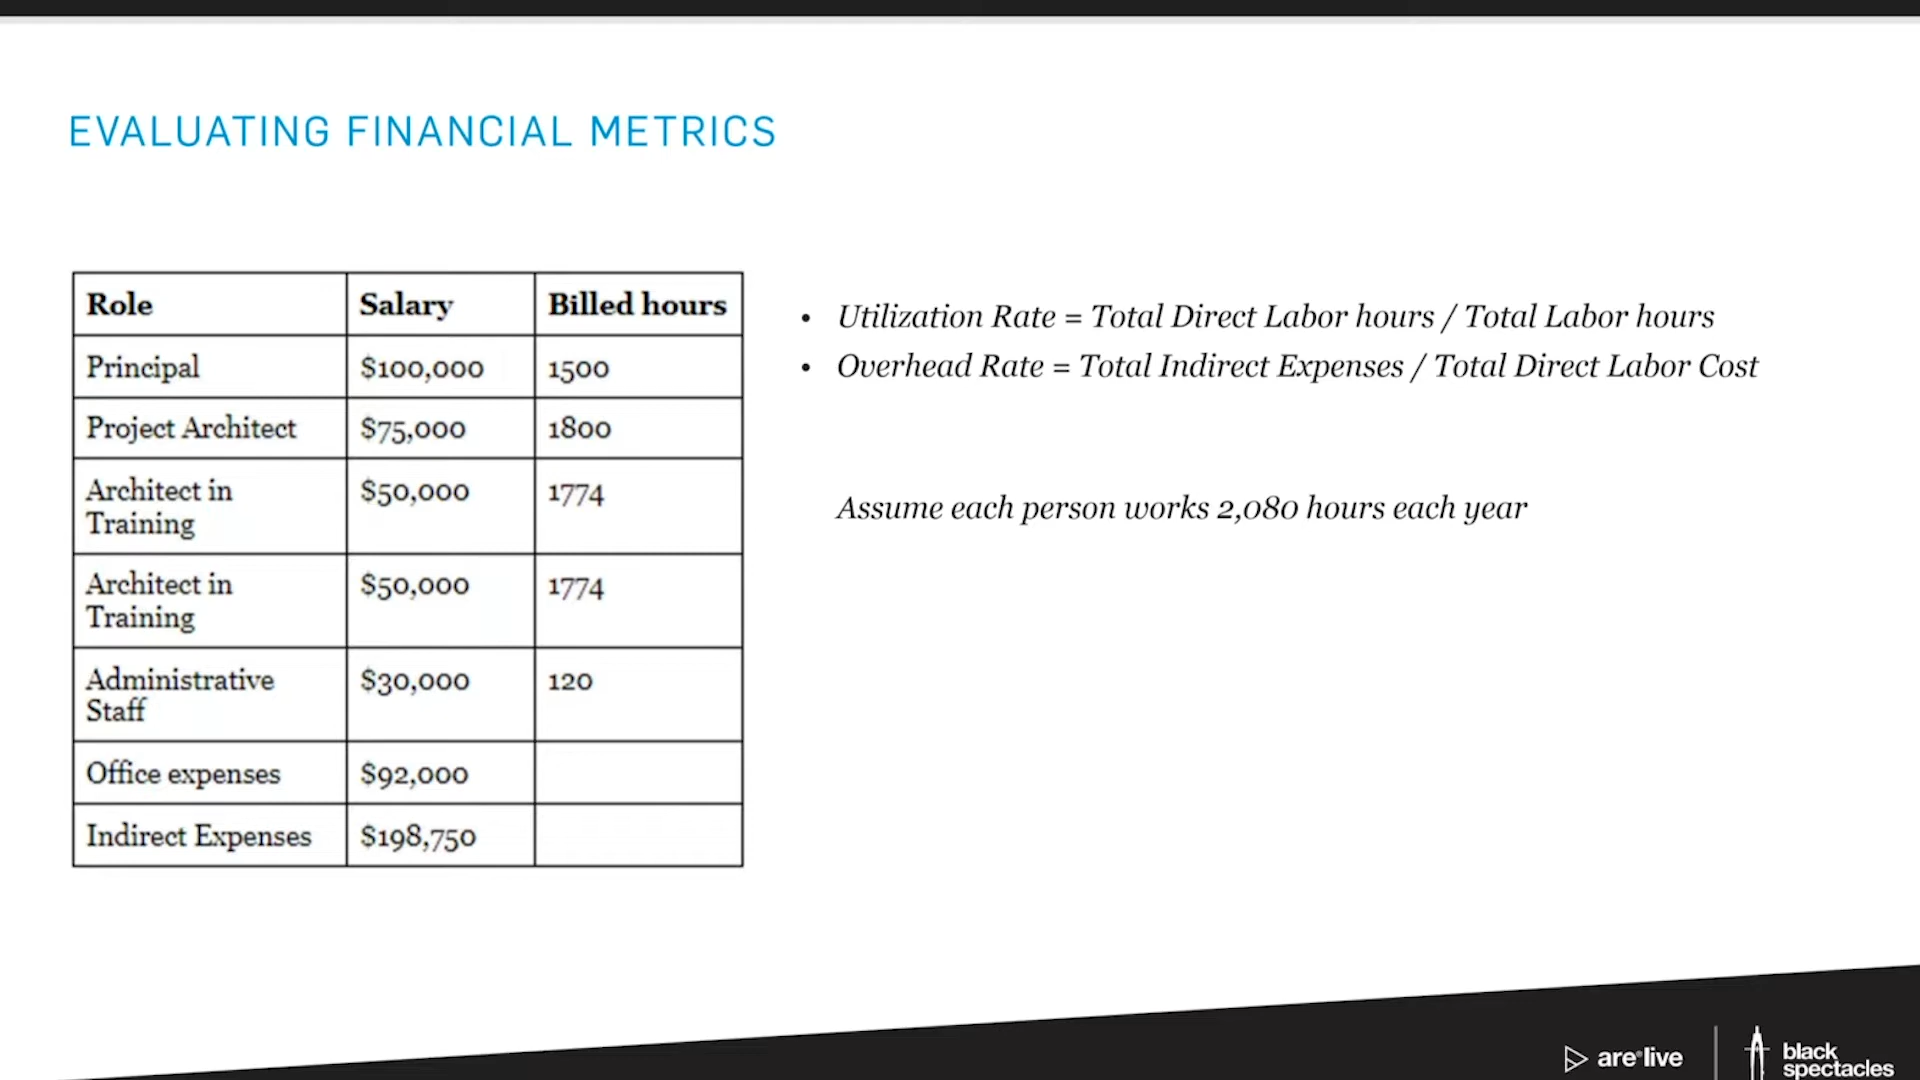 EVALUATING FINANCIAL METRICS
Role Salary Billed hours
Principal $100,000 1500
Project Architect $75,000 1800
Architect in
Training $50,000 1774
Architect in
Training $50,000 1774
Administrative
Staff $30,000 120
Office expenses $92,000
Indirect Expenses $198,750
• Utilization Rate = Total Direct Labor hours / Total Labor hours
• Overhead Rate = Total Indirect Expenses / Total Direct Labor Cost
Assume each person works 2,080 hours each year
are live
black
spectacles